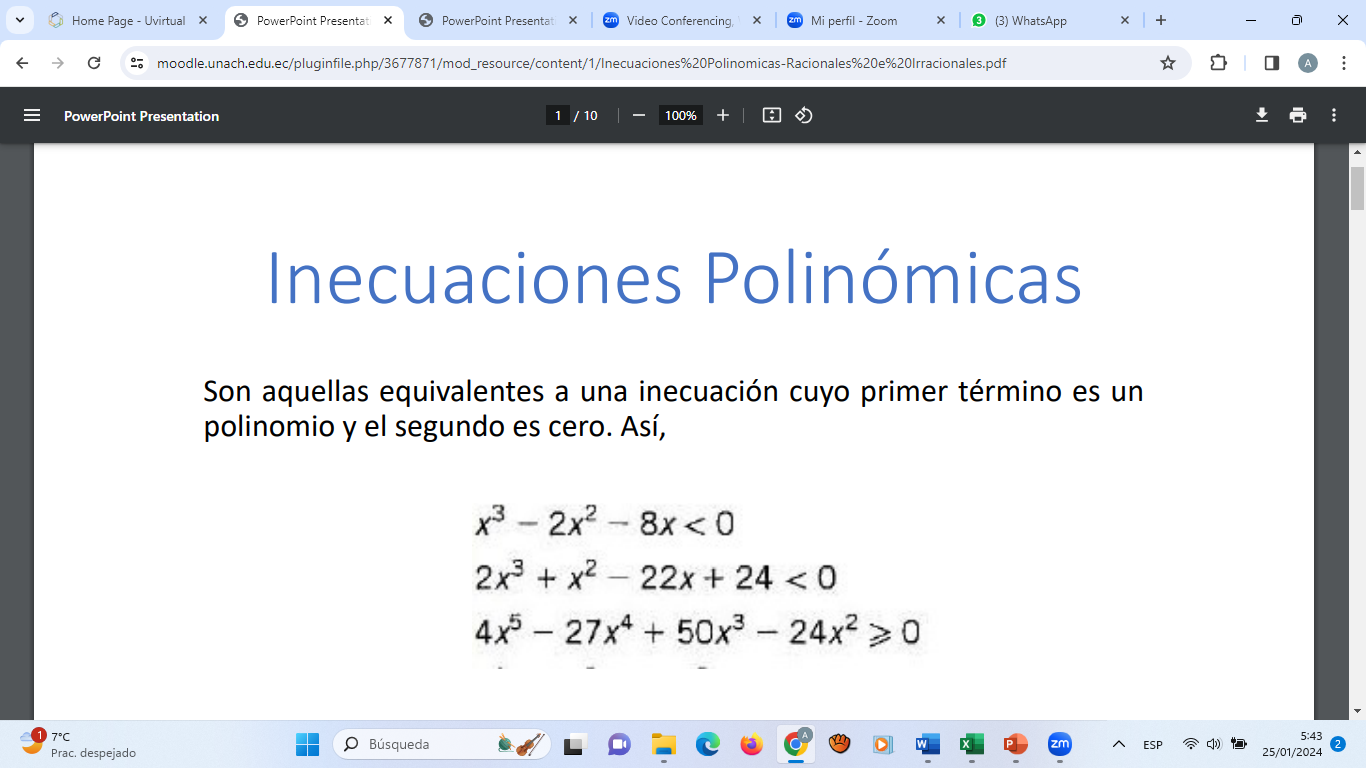 Home Page - Uvirtual
PowerPoint Presentat
PowerPoint Presentat
Video Conferencing,
Mi perfil - Zoom
3 (3) WhatsApp
moodle.unach.edu.ec/pluginfile.php/3677871/mod_resource/content/1/Inecuaciones%20Polinomicas-Racionales%20e%20Irracionales.pdf
A
PowerPoint Presentation
1 / 10
100%
Inecuaciones Polinómicas
Son aquellas equivalentes a una inecuación cuyo primer término es un
polinomio y el segundo es cero. Así,
x³ − 2x² − 8x < 0
2x³ + x² − 22x + 24 < 0
4x⁵ − 27x⁴ + 50x³ − 24x² ⩾ 0
1
7°C
Prac. despejado
Búsqueda
A
zm
ESP
5:43
25/01/2024
2